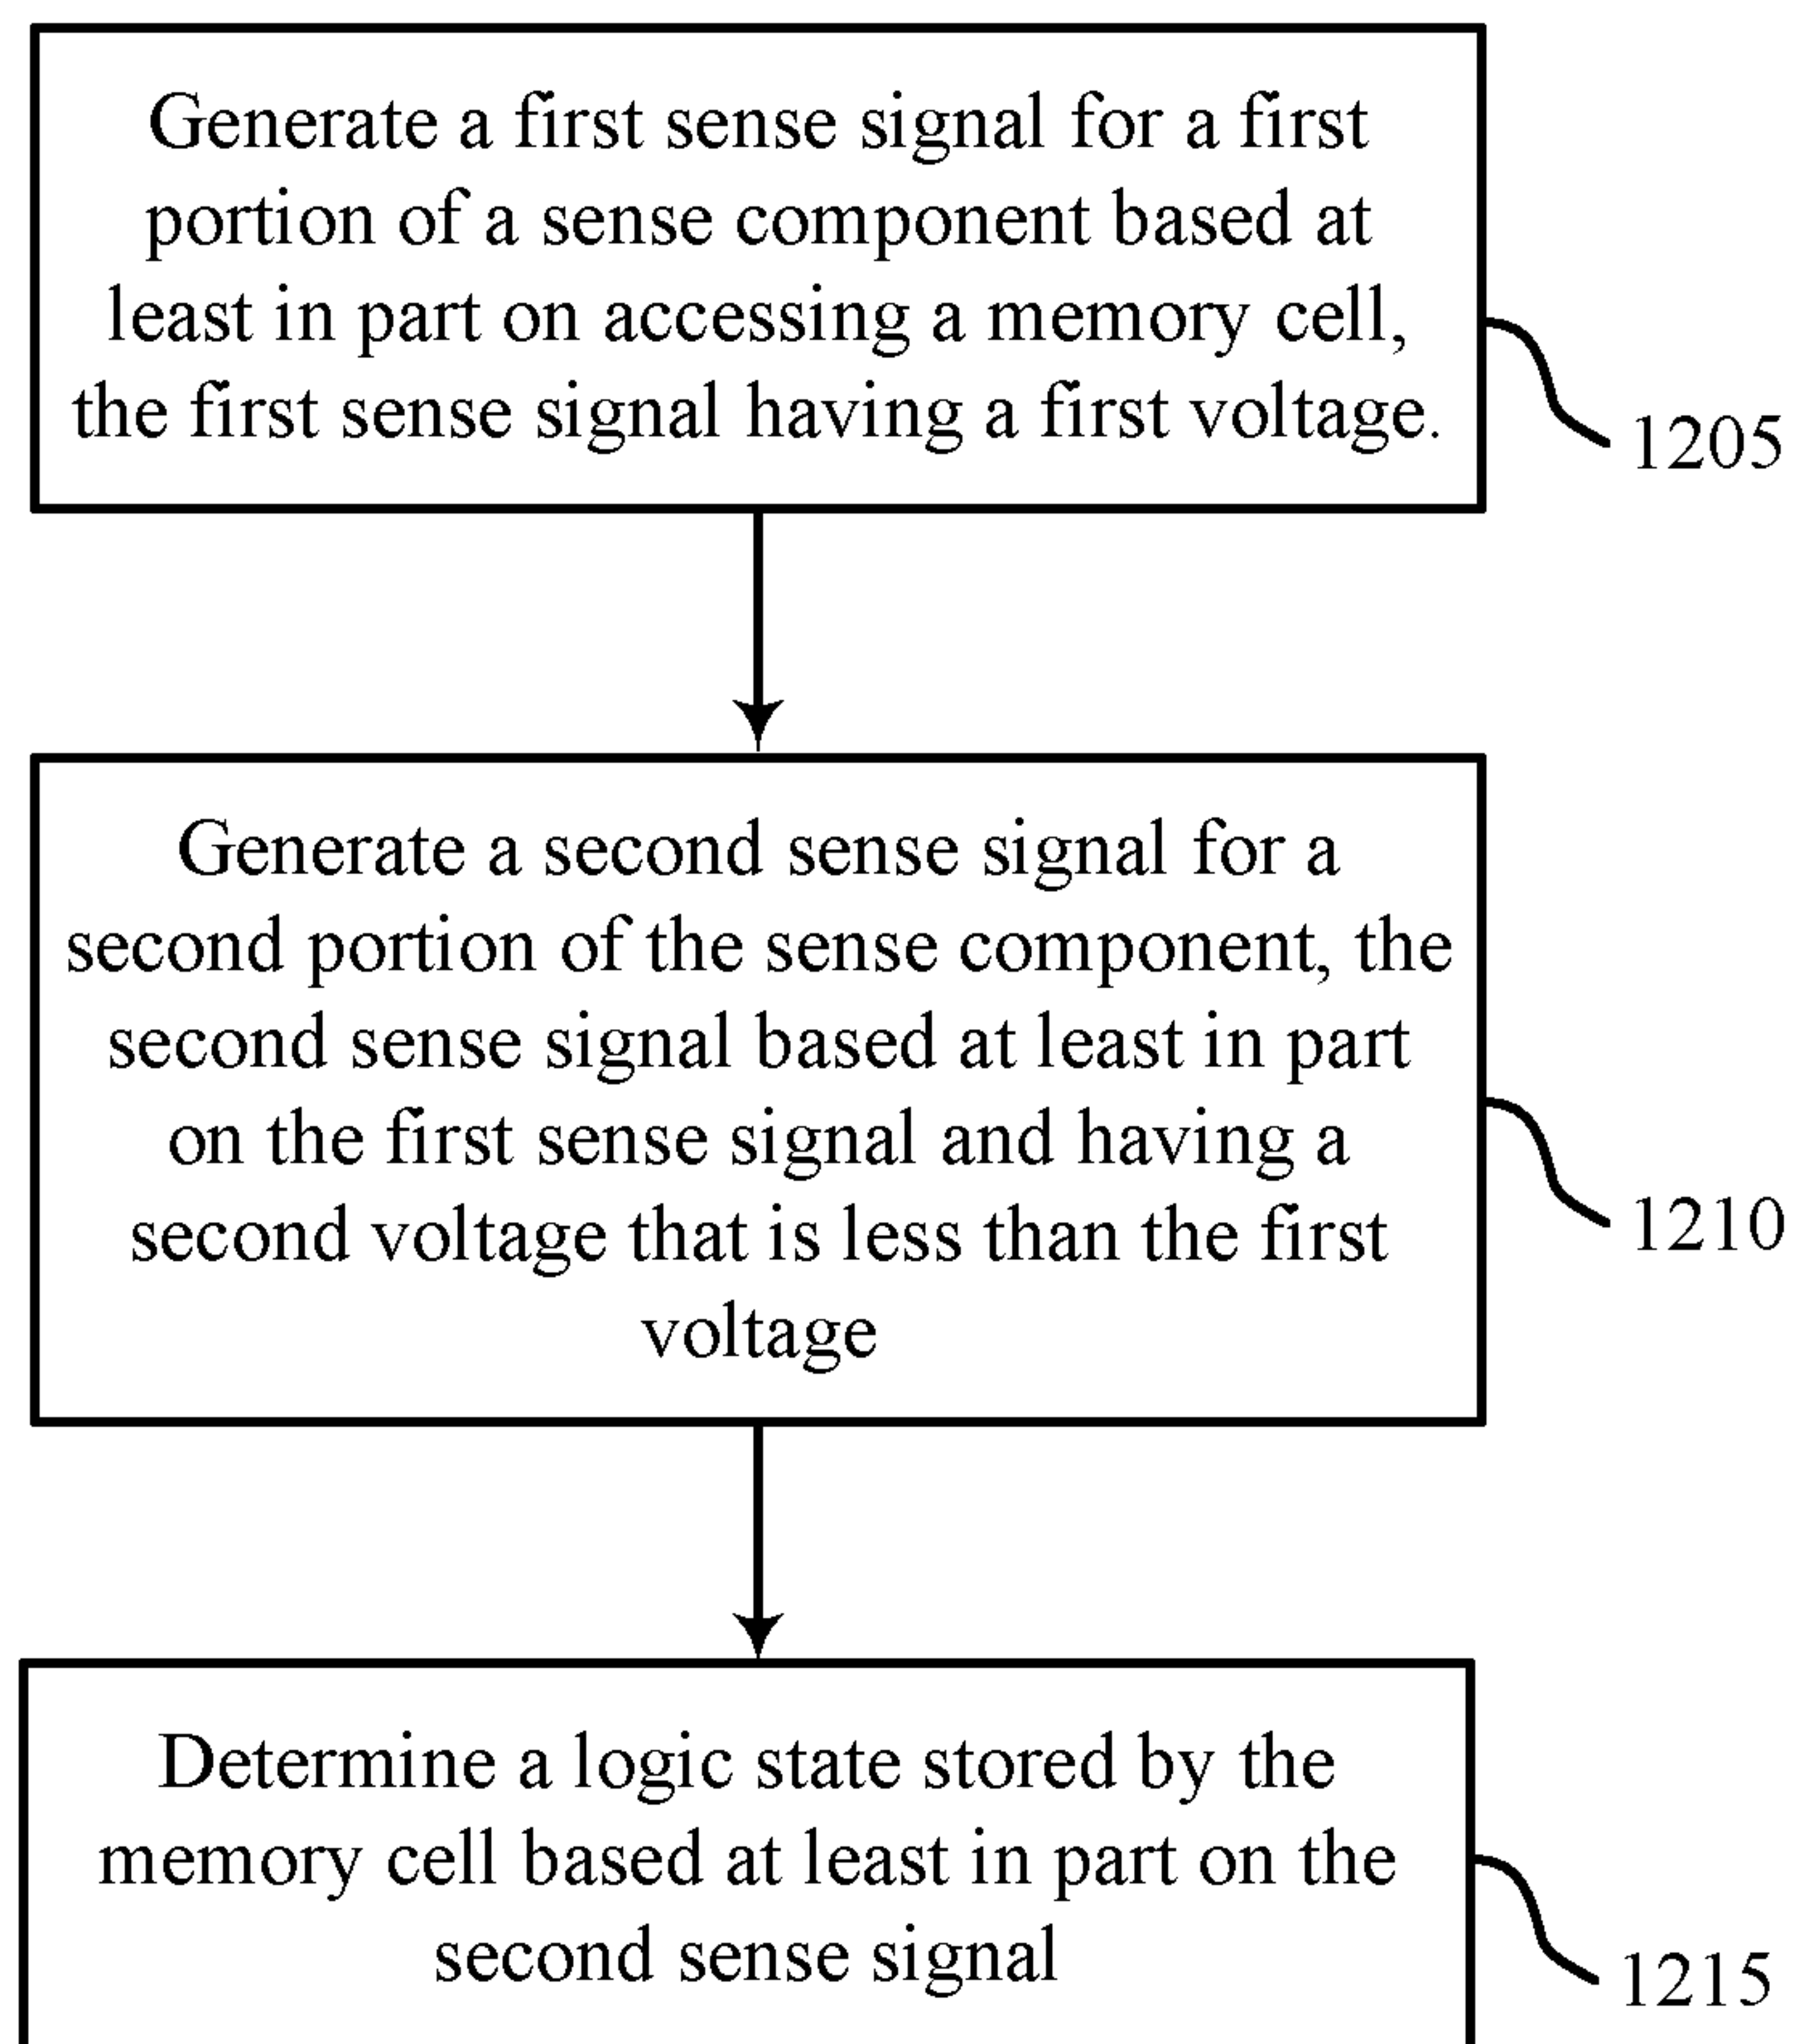 Generate a first sense signal for a first
portion of a sense component based at
least in part on accessing a memory cell,
the first sense signal having a first voltage.
1205
Generate a second sense signal for a
second portion of the sense component, the
second sense signal based at least in part
on the first sense signal and having a
second voltage that is less than the first
voltage
1210
Determine a logic state stored by the
memory cell based at least in part on the
second sense signal
1215